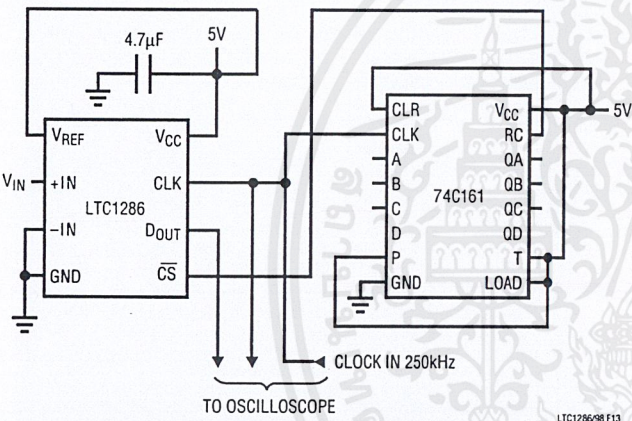 4.7µF
5V
VREF
VCC
VIN
+IN
CLK
LTC1286
–IN
DOUT
GND
CS
CLR
VCC
5V
CLK
RC
A
QA
B
QB
74C161
C
QC
D
QD
P
T
GND
LOAD
CLOCK IN 250kHz
TO OSCILLOSCOPE
LTC1286/98 F13